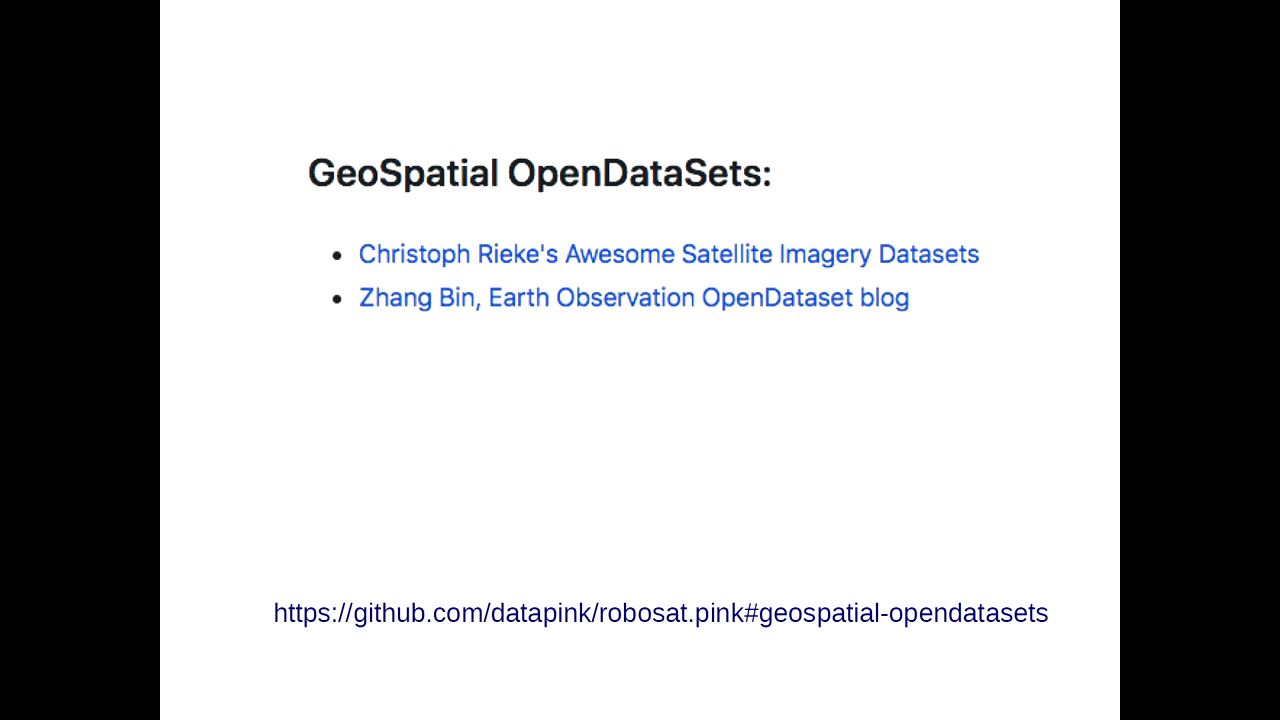 GeoSpatial OpenDataSets:
Christoph Rieke's Awesome Satellite Imagery Datasets
Zhang Bin, Earth Observation OpenDataset blog
https://github.com/datapink/robosat.pink#geospatial-opendatasets